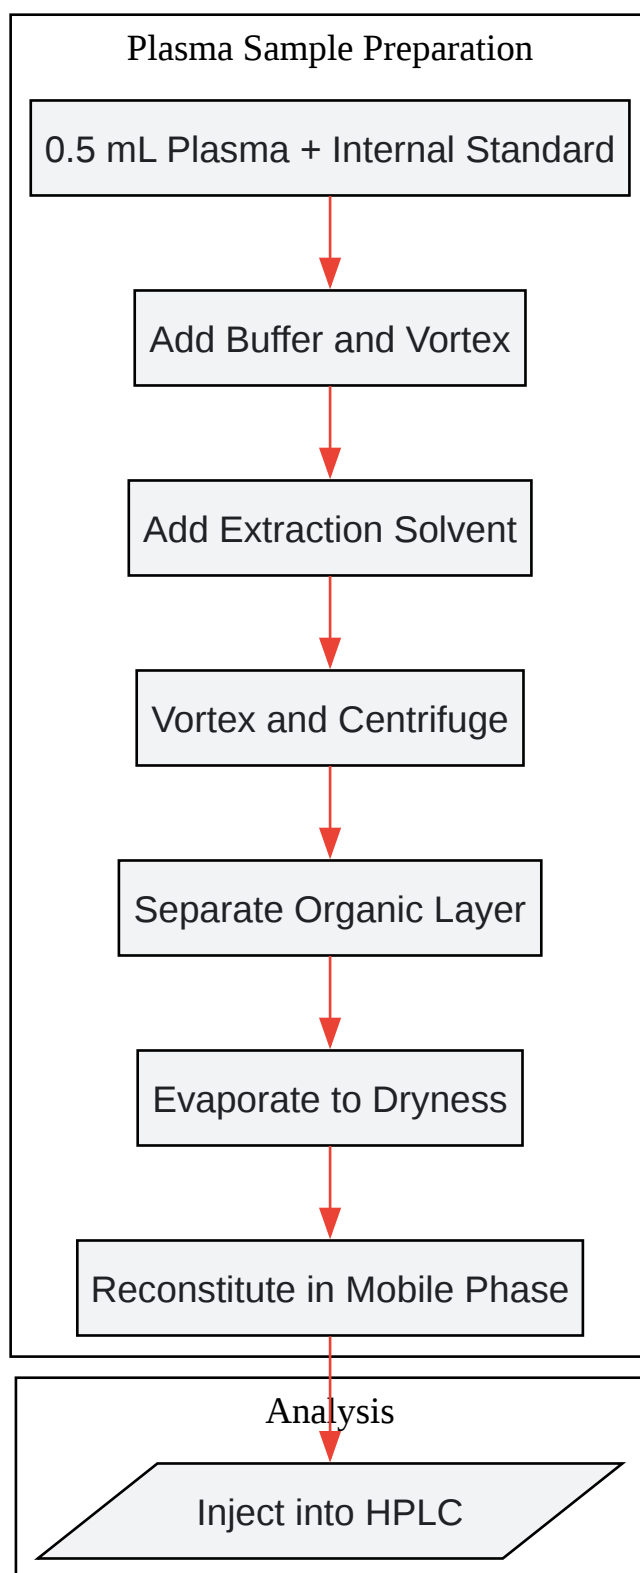 Plasma Sample Preparation
0.5 mL Plasma + Internal Standard
Add Buffer and Vortex
Add Extraction Solvent
Vortex and Centrifuge
Separate Organic Layer
Evaporate to Dryness
Reconstitute in Mobile Phase
Analysis
Inject into HPLC